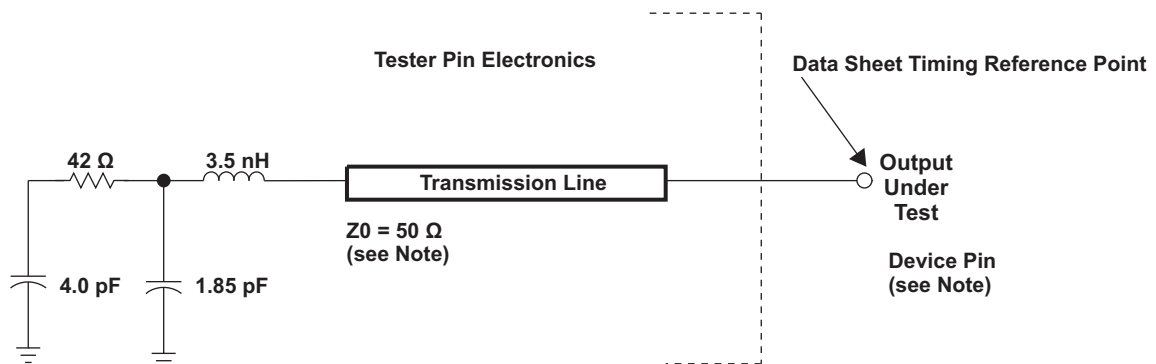 Tester Pin Electronics
Data Sheet Timing Reference Point
42 Ω
3.5 nH
Transmission Line
Output
Under
Test
Z0 = 50 Ω
(see Note)
4.0 pF
1.85 pF
Device Pin
(see Note)